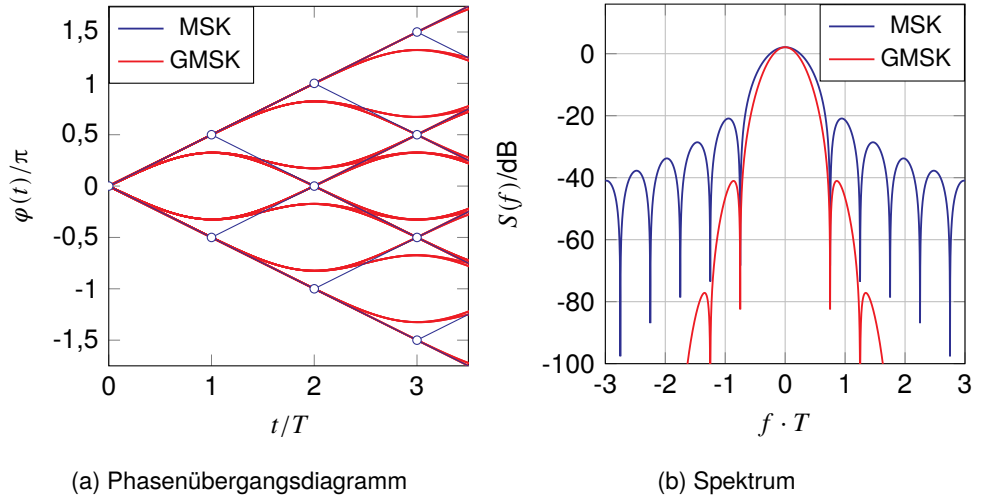 MSK
GMSK
1,5
1
0,5
0
-0,5
-1
-1,5
φ(t)/π
0 1 2 3
t/T
(a) Phasenübergangsdiagramm
MSK
GMSK
0
-20
-40
-60
-80
-100
S(f)/dB
-3 -2 -1 0 1 2 3
f · T
(b) Spektrum